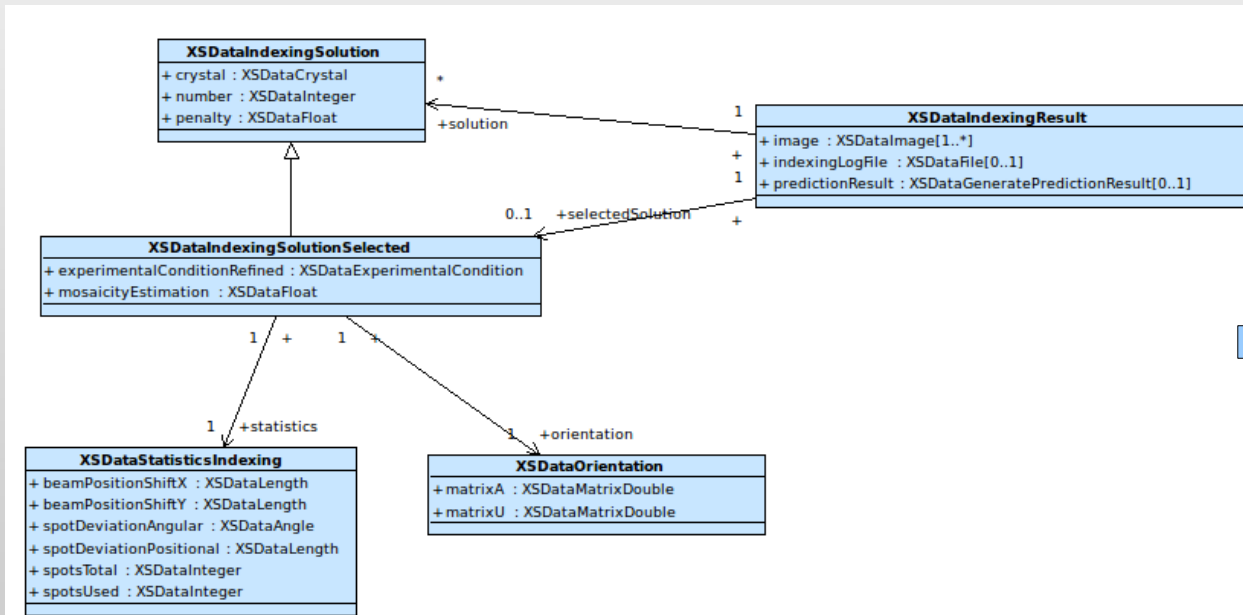 XSDataIndexingSolution
+ crystal : XSDataCrystal
+ number : XSDataInteger
+ penalty : XSDataFloat
*
+solution
1
+
XSDataIndexingResult
+ image : XSDataImage[1..*]
+ indexingLogFile : XSDataFile[0..1]
+ predictionResult : XSDataGeneratePredictionResult[0..1]
1
+
0..1 +selectedSolution
XSDataIndexingSolutionSelected
+ experimentalConditionRefined : XSDataExperimentalCondition
+ mosaicityEstimation : XSDataFloat
1 +
1 +
1 +statistics
1 +orientation
XSDataStatisticsIndexing
+ beamPositionShiftX : XSDataLength
+ beamPositionShiftY : XSDataLength
+ spotDeviationAngular : XSDataAngle
+ spotDeviationPositional : XSDataLength
+ spotsTotal : XSDataInteger
+ spotsUsed : XSDataInteger
XSDataOrientation
+ matrixA : XSDataMatrixDouble
+ matrixU : XSDataMatrixDouble